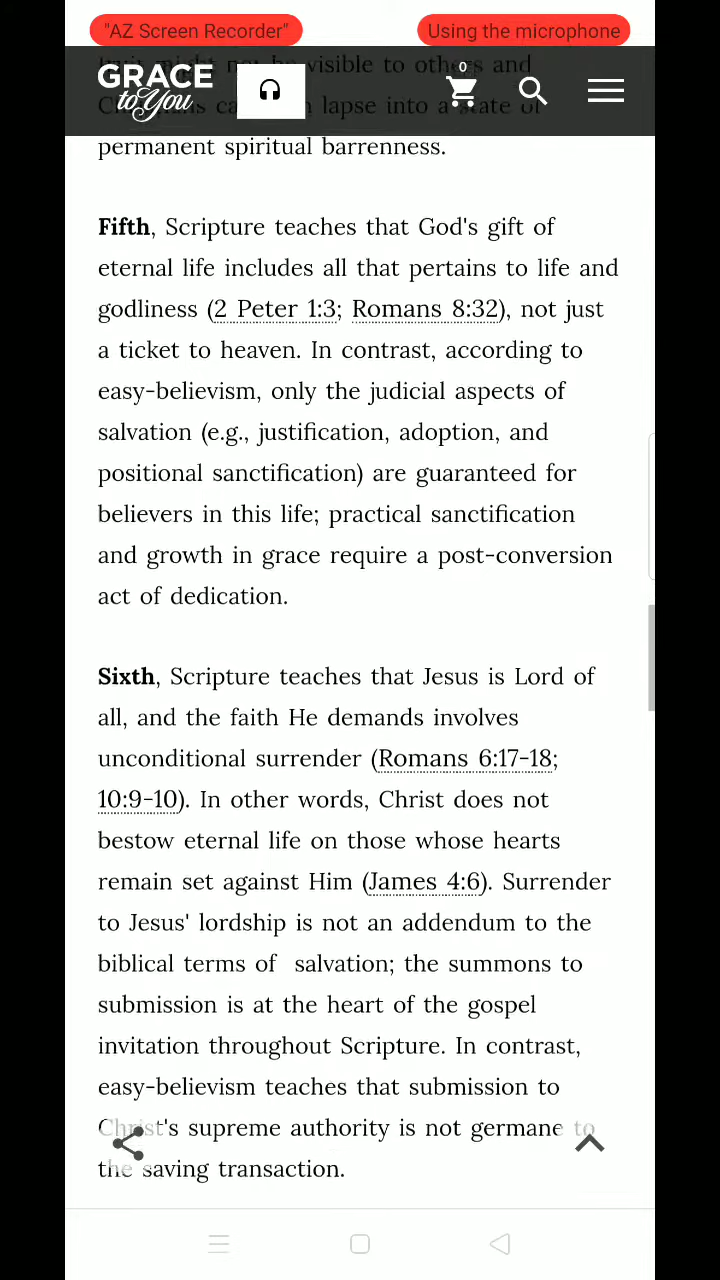 "AZ Screen Recorder"
Using the microphone
GRACE
to You
0
visible to others and
lapse into a state of
permanent spiritual barrenness.
Fifth, Scripture teaches that God's gift of
eternal life includes all that pertains to life and
godliness (2 Peter 1:3; Romans 8:32), not just
a ticket to heaven. In contrast, according to
easy-believism, only the judicial aspects of
salvation (e.g., justification, adoption, and
positional sanctification) are guaranteed for
believers in this life; practical sanctification
and growth in grace require a post-conversion
act of dedication.
Sixth, Scripture teaches that Jesus is Lord of
all, and the faith He demands involves
unconditional surrender (Romans 6:17-18;
10:9-10). In other words, Christ does not
bestow eternal life on those whose hearts
remain set against Him (James 4:6). Surrender
to Jesus' lordship is not an addendum to the
biblical terms of  salvation; the summons to
submission is at the heart of the gospel
invitation throughout Scripture. In contrast,
easy-believism teaches that submission to
Christ's supreme authority is not germane to
the saving transaction.